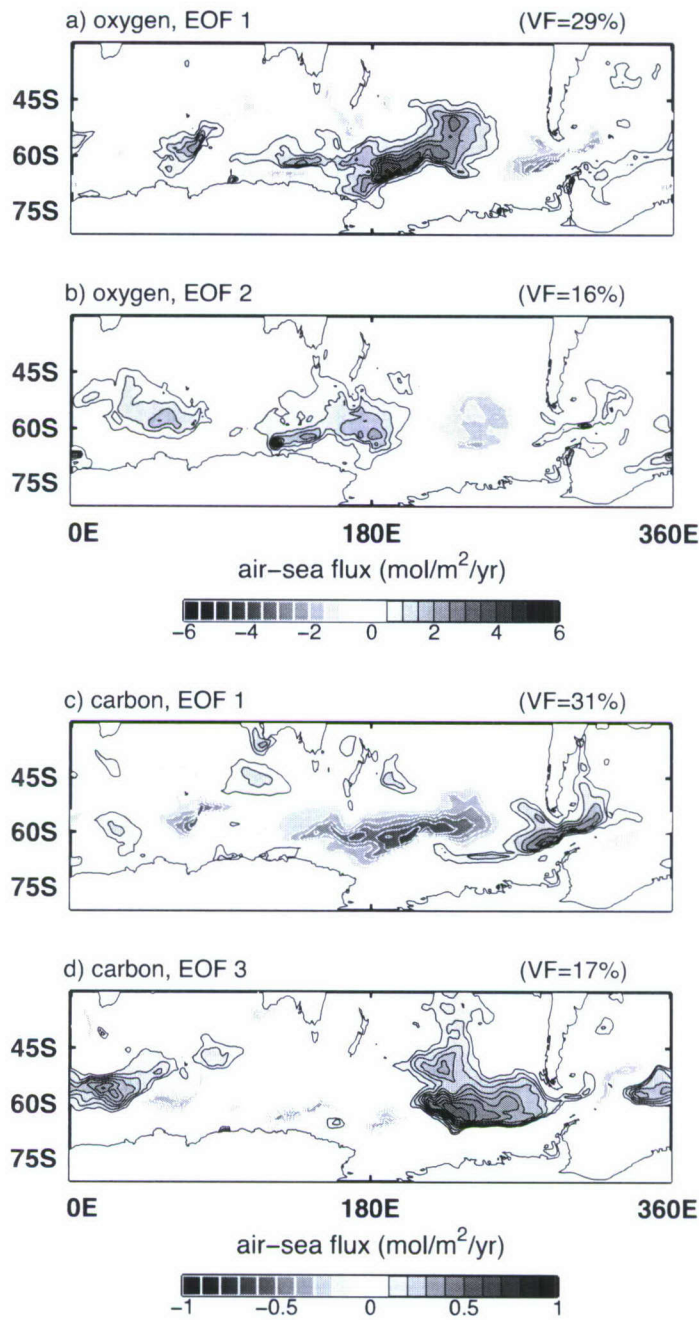 a) oxygen, EOF 1 (VF=29%)
45S
60S
75S
b) oxygen, EOF 2 (VF=16%)
45S
60S
75S
0E 180E 360E
air-sea flux (mol/m²/yr)
-6 -4 -2 0 2 4 6
c) carbon, EOF 1 (VF=31%)
45S
60S
75S
d) carbon, EOF 3 (VF=17%)
45S
60S
75S
0E 180E 360E
air-sea flux (mol/m²/yr)
-1 -0.5 0 0.5 1